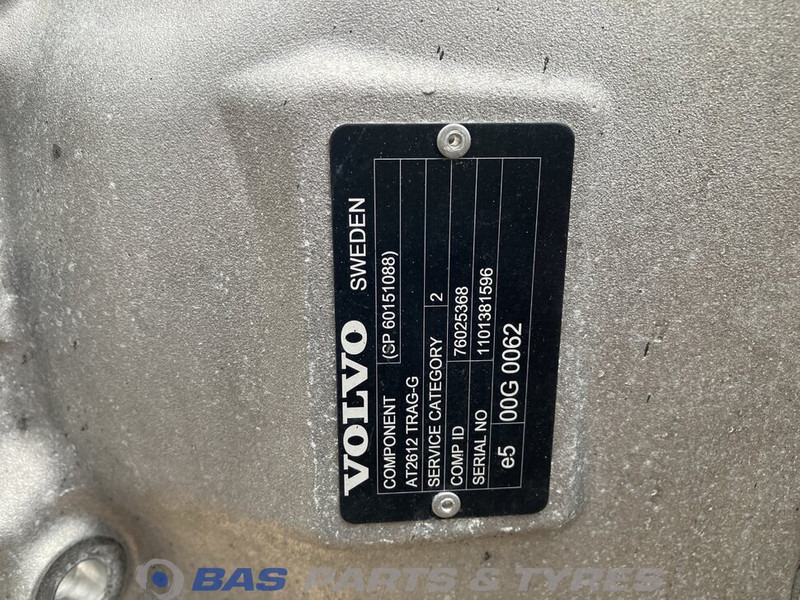 VOLVO SWEDEN
COMPONENT (SP 60151088)
AT2612 TRAG-G
SERVICE CATEGORY 2
COMP ID 76025368
SERIAL NO 1101381596
e5 00G 0062
BAS PARTS & TYRES